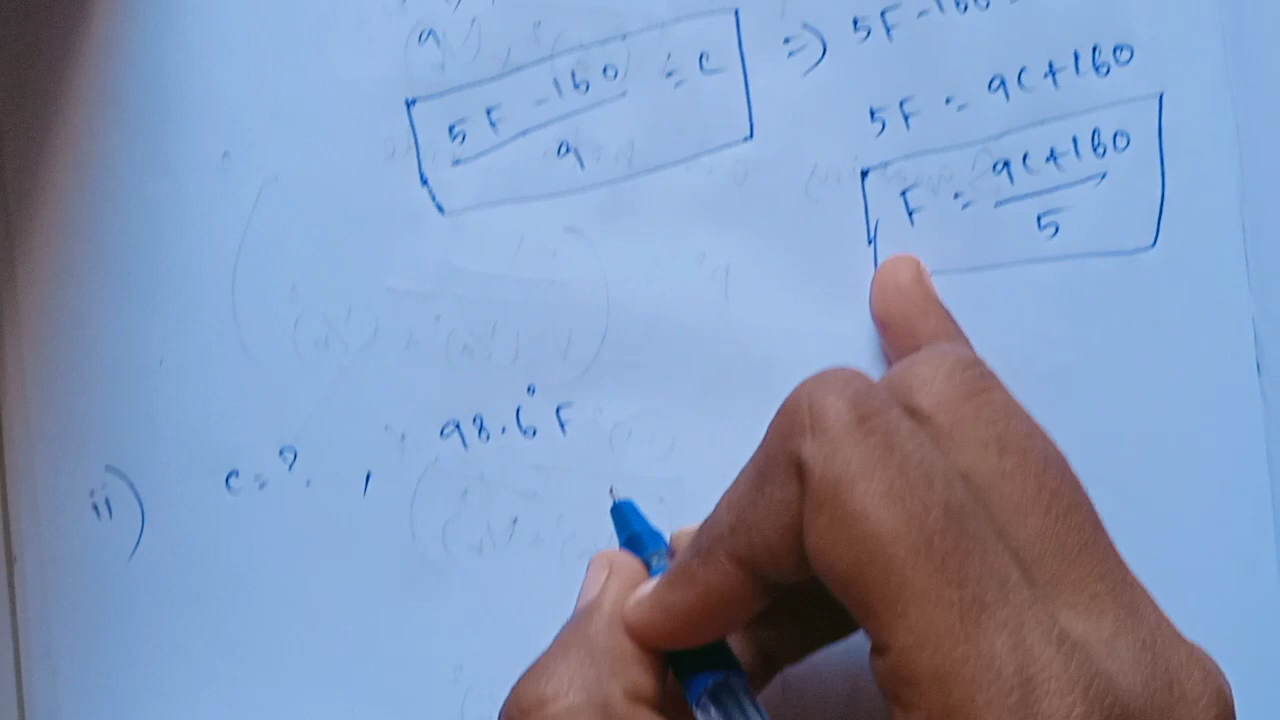 5F - 160 = C
9
=> 5F - 160
5F = 9C + 160
F = 9C + 160
5
ii) C = ? , 98.6°F